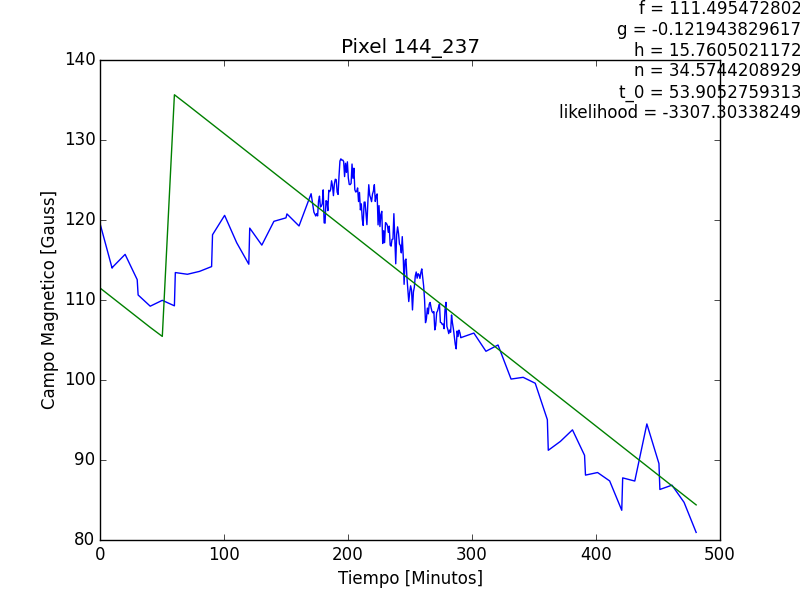 f = 111.495472802
g = -0.121943829617
h = 15.7605021172
n = 34.5744208929
t_0 = 53.9052759313
likelihood = -3307.30338249
Pixel 144_237
140
130
120
110
100
90
80
Campo Magnetico [Gauss]
0 100 200 300 400 500
Tiempo [Minutos]